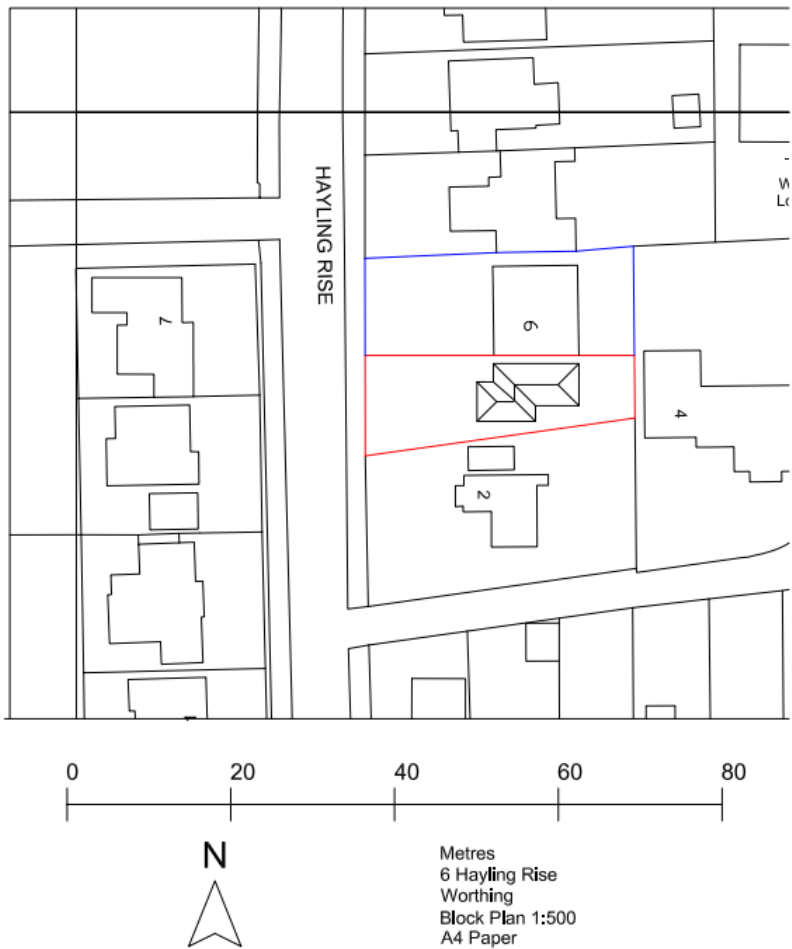 HAYLING RISE
W
6
7
4
2
0 20 40 60 80
N
Metres
6 Hayling Rise
Worthing
Block Plan 1:500
A4 Paper